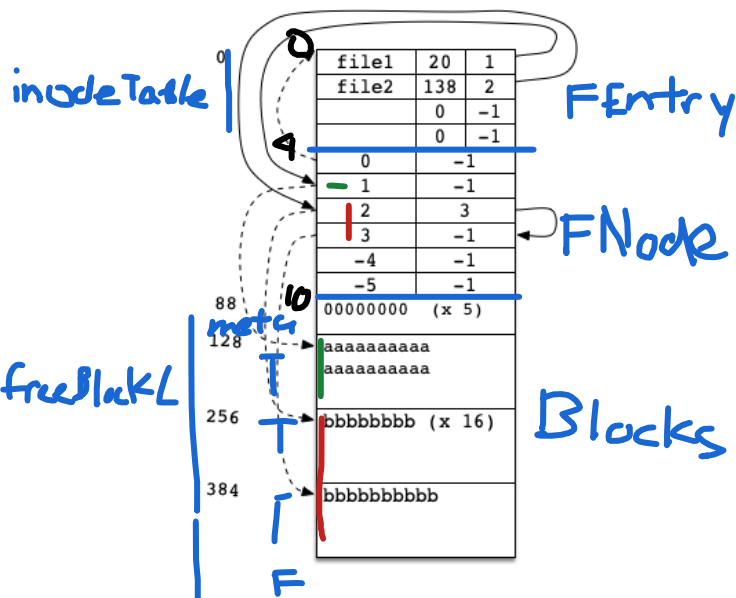 0
0
file1 20 1
inodeTable
file2 138 2
FEntry
0 -1
0 -1
4
0 -1
1 -1
2 3
FNode
3 -1
-4 -1
-5 -1
10
88
00000000 (x 5)
meta
128
aaaaaaaaaa
T
aaaaaaaaaa
freeBlockL
256
T
bbbbbbbb (x 16)
Blocks
384
T
bbbbbbbbbb
F